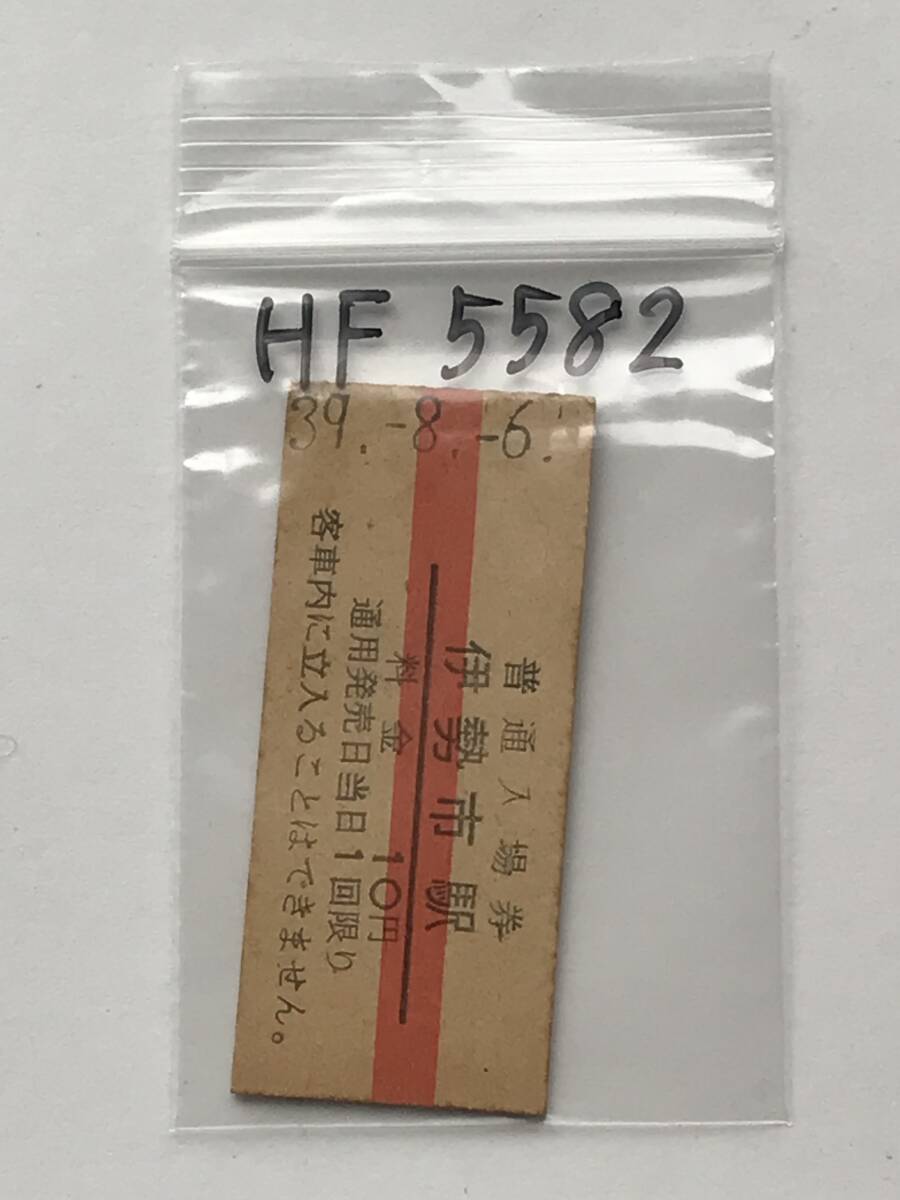 HF 5582
39.-8.-6.
普通入場券
伊勢市駅
料金 10円
通用発売日当日1回限り
客車内に立入ることはできません。